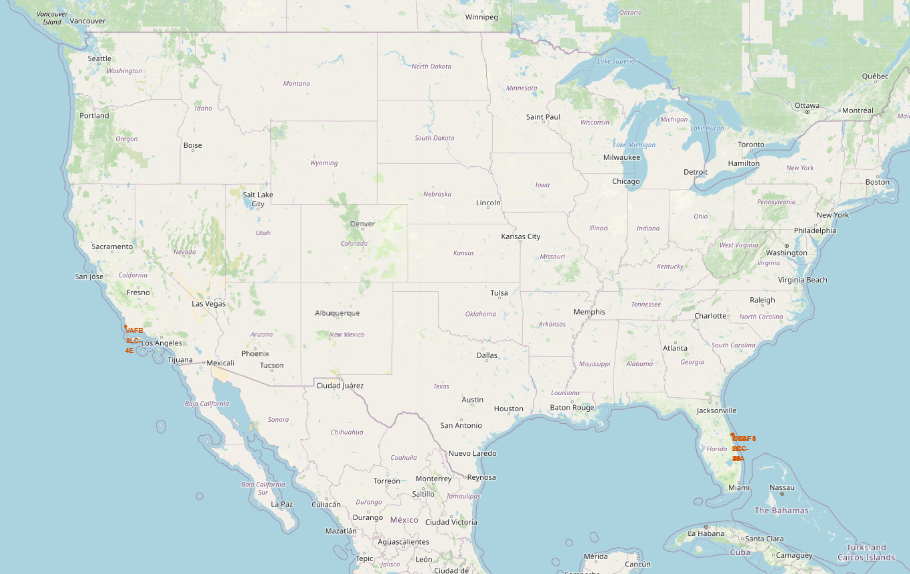 Vancouver
Island
Vancouver
Winnipeg
Ontario
Seattle
Washington
North Dakota
Lake Superior
Québec
Montana
Minnesota
Ottawa
Montréal
Portland
Idaho
Saint Paul
Wisconsin
Michigan
Lake Huron
Oregon
Boise
South Dakota
Lake Michigan
Toronto
Milwaukee
Hamilton
Wyoming
Detroit
New York
Chicago
Boston
Salt Lake
City
Nebraska
Iowa
Lincoln
Pennsylvania
Ohio
New York
Denver
Illinois
Indiana
Philadelphia
Utah
Colorado
Kansas City
West Virginia
Sacramento
Nevada
Kansas
Missouri
Washington
Kentucky
Virginia
San Jose
California
Virginia Beach
Fresno
Tulsa
Las Vegas
Raleigh
Tennessee
Albuquerque
Oklahoma
Memphis
Charlotte
North Carolina
VAFB
SLC-
4E
Los Angeles
Arizona
New Mexico
Arkansas
South Carolina
Phoenix
Atlanta
Tijuana
Mexicali
Tucson
Dallas
Mississippi
Alabama
Georgia
Ciudad Juárez
Texas
Louisiana
Baja California
Austin
Houston
Baton Rouge
Jacksonville
Sonora
San Antonio
Chihuahua
Florida
Nuevo Laredo
Coahuila
Baja California
Sur
Torreón
Monterrey
Reynosa
Miami
Nassau
Saltillo
Tamaulipas
La Paz
Culiacán
Durango
The Bahamas
Durango
México
Ciudad Victoria
Mazatlán
La Habana
Santa Clara
Aguascalientes
Cuba
Turks and
Caicos Islands
Tepic
León
Mérida
Camaguey
Jalisco
Cancún
Ciudad de